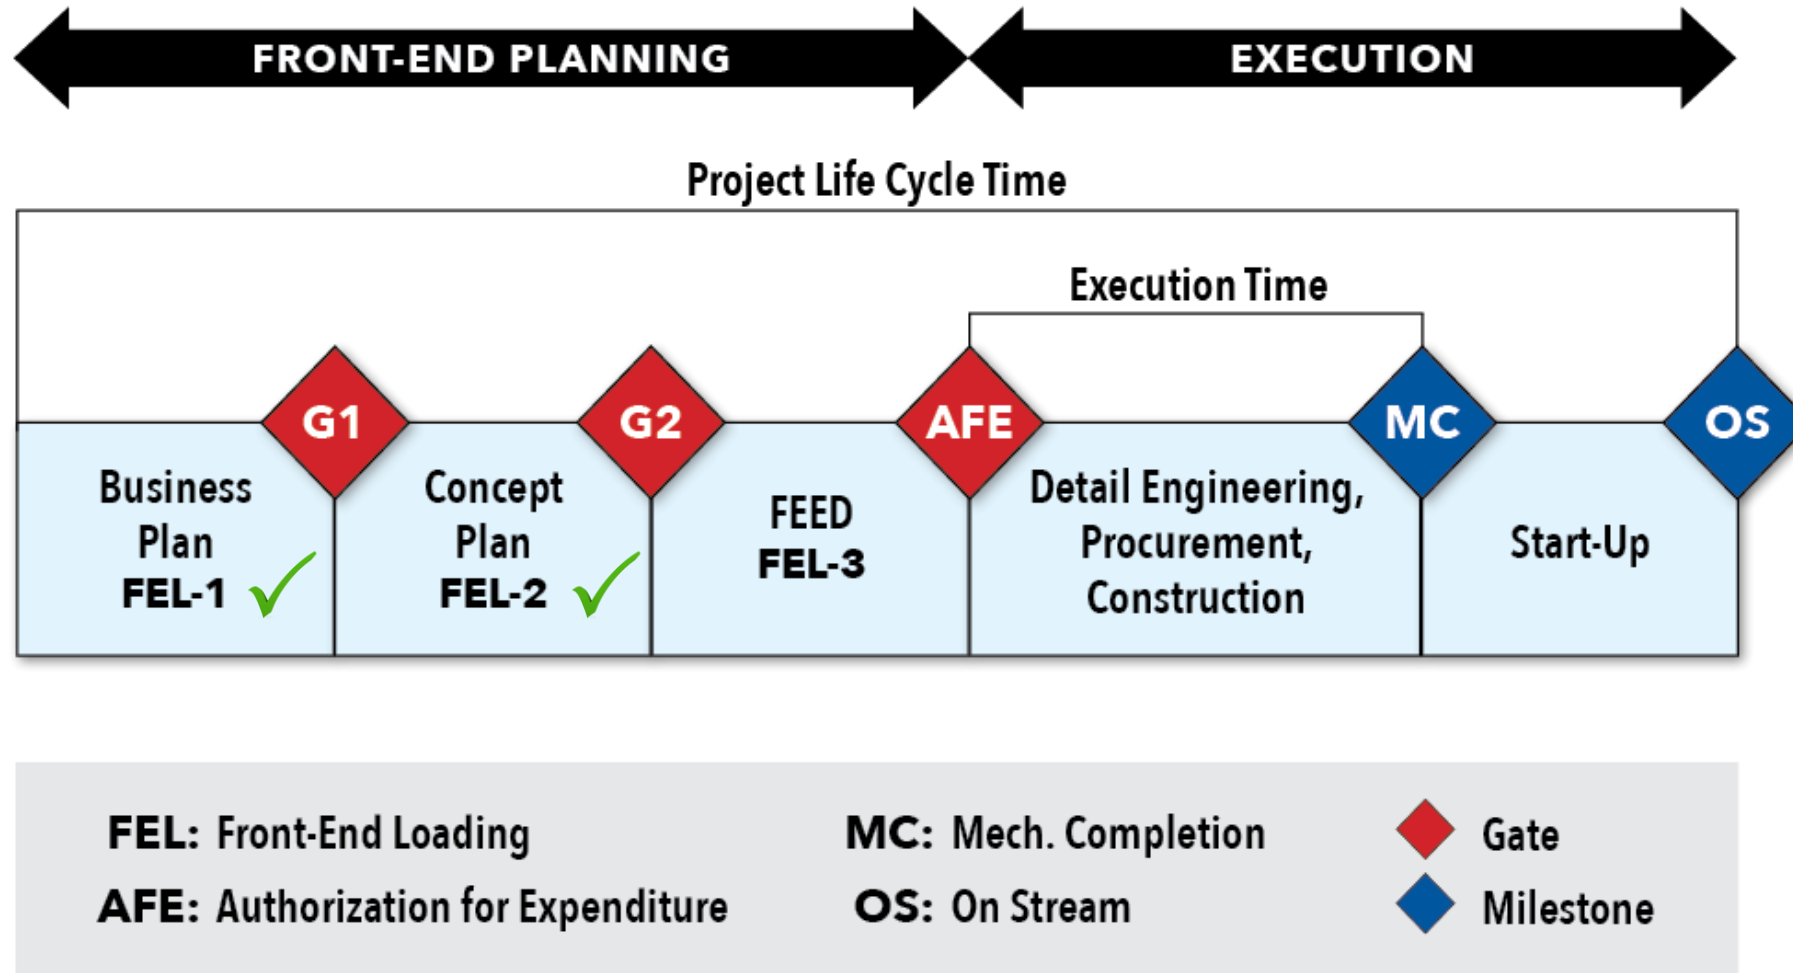 FRONT-END PLANNING
EXECUTION
Project Life Cycle Time
Execution Time
G1
G2
AFE
MC
OS
Business
Plan
FEL-1
Concept
Plan
FEL-2
FEED
FEL-3
Detail Engineering,
Procurement,
Construction
Start-Up
FEL: Front-End Loading
AFE: Authorization for Expenditure
MC: Mech. Completion
OS: On Stream
Gate
Milestone